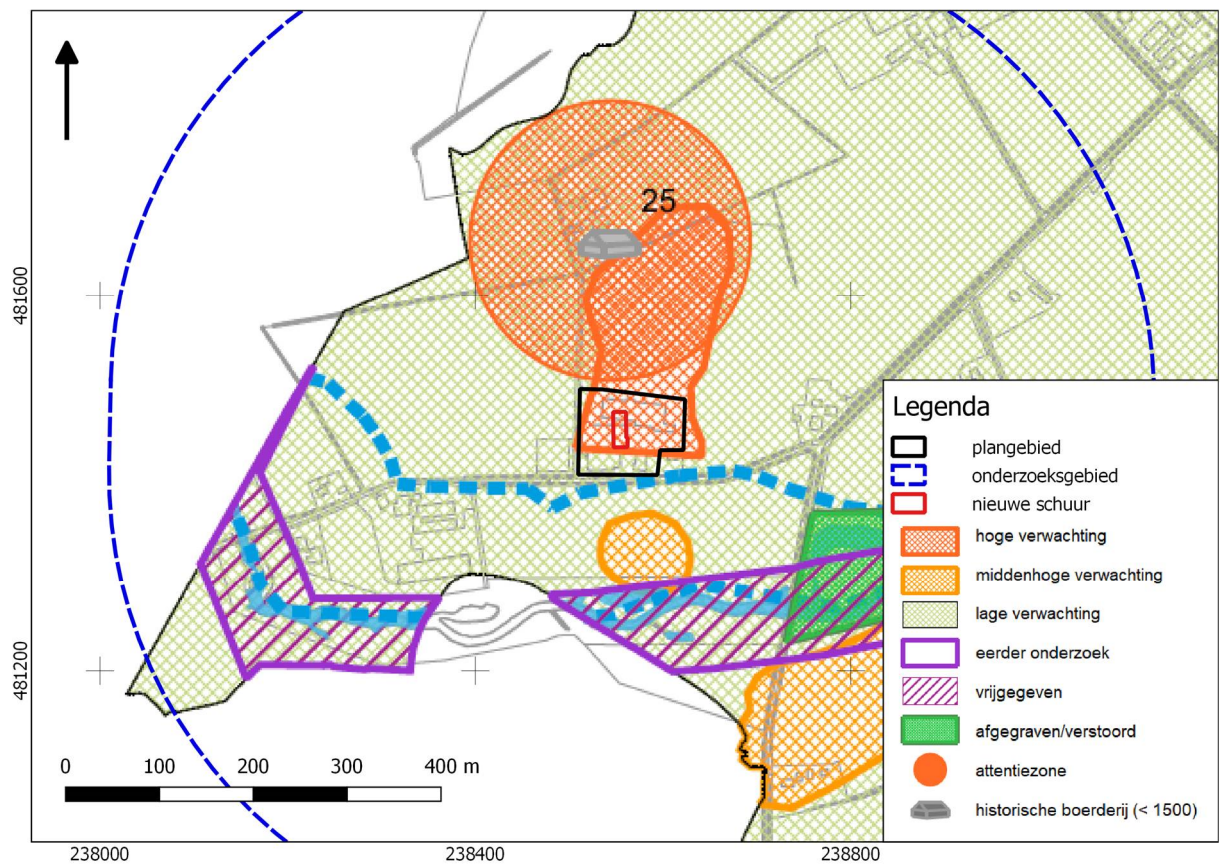 25
481600
481200
Legenda
plangebied
onderzoeksgebied
nieuwe schuur
hoge verwachting
middenhoge verwachting
lage verwachting
eerder onderzoek
vrijgegeven
afgegraven/verstoord
attentiezone
historische boerderij (< 1500)
0 100 200 300 400 m
238000 238400 238800